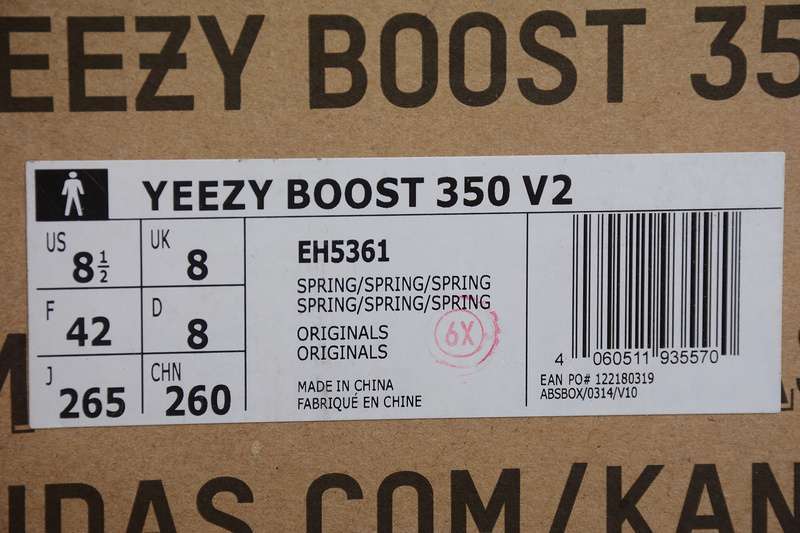 EEZY BOOST 35
YEEZY BOOST 350 V2
US 8½ UK 8
F 42 D 8
J 265 CHN 260
EH5361
SPRING/SPRING/SPRING
SPRING/SPRING/SPRING
ORIGINALS
ORIGINALS
6X
MADE IN CHINA
FABRIQUÉ EN CHINE
4 060511 935570
EAN PO# 122180319
ABSBOX/0314/V10
IDAS.COM/KAN